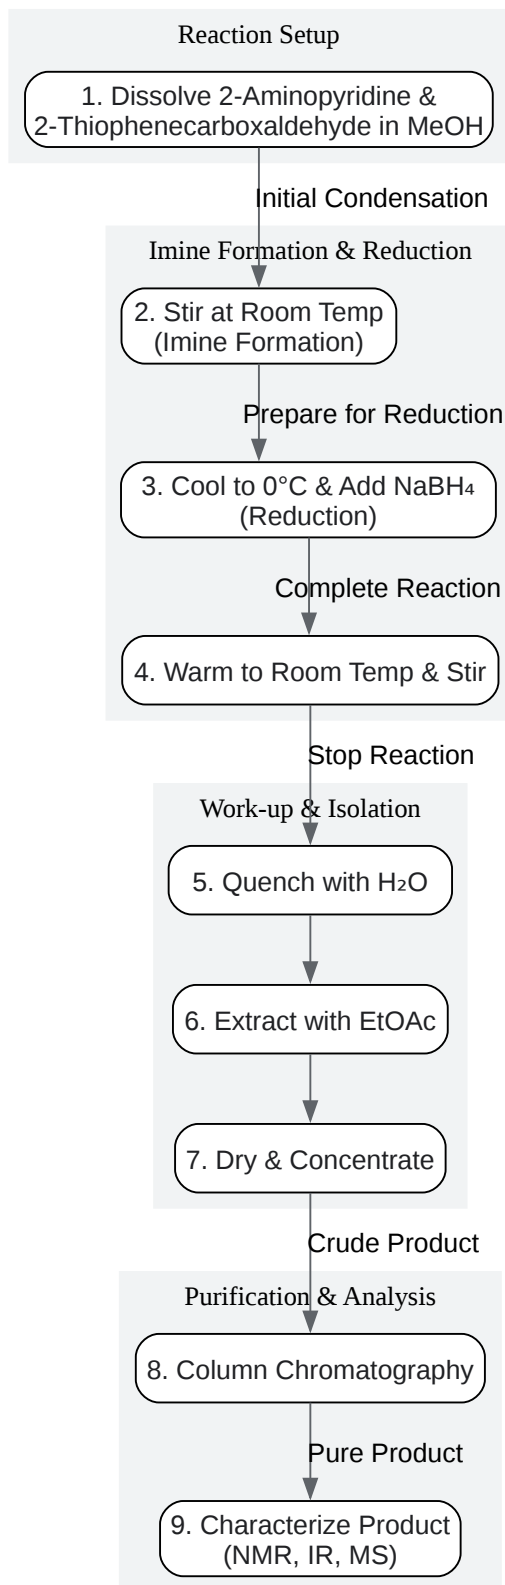 Reaction Setup
1. Dissolve 2-Aminopyridine &
2-Thiophenecarboxaldehyde in MeOH
Initial Condensation
Imine Formation & Reduction
2. Stir at Room Temp
(Imine Formation)
Prepare for Reduction
3. Cool to 0°C & Add NaBH₄
(Reduction)
Complete Reaction
4. Warm to Room Temp & Stir
Stop Reaction
Work-up & Isolation
5. Quench with H₂O
6. Extract with EtOAc
7. Dry & Concentrate
Crude Product
Purification & Analysis
8. Column Chromatography
Pure Product
9. Characterize Product
(NMR, IR, MS)